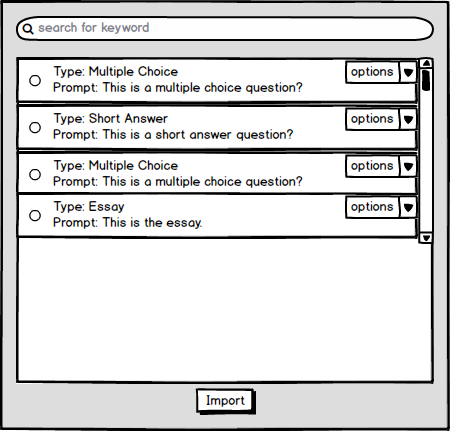 search for keyword
Type: Multiple Choice
options
Prompt: This is a multiple choice question?
Type: Short Answer
options
Prompt: This is a short answer question?
Type: Multiple Choice
options
Prompt: This is a multiple choice question?
Type: Essay
options
Prompt: This is the essay.
Import